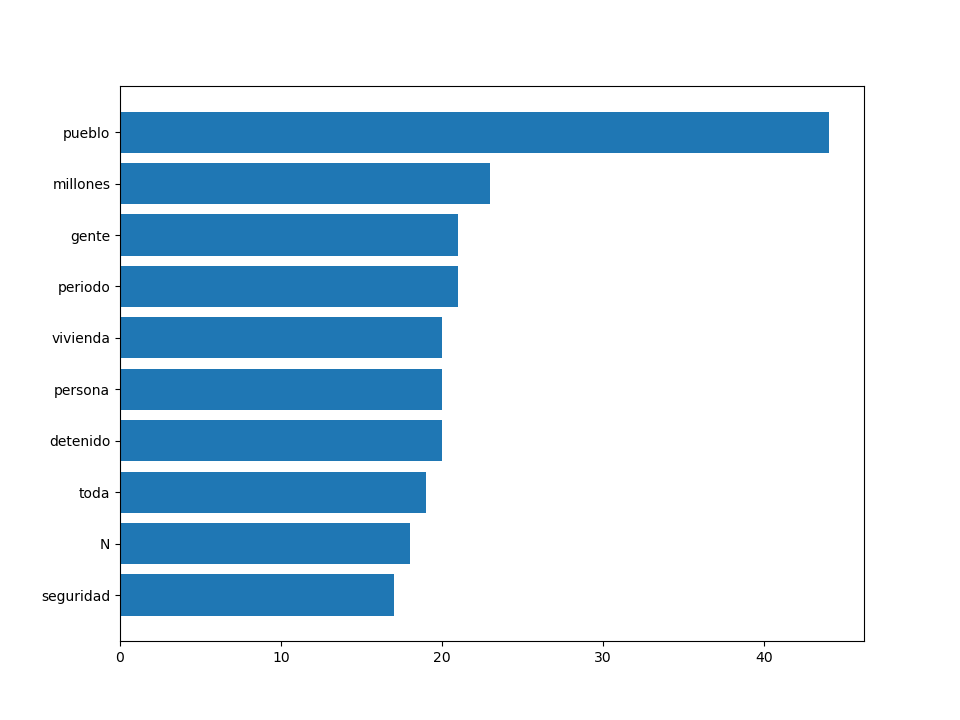 pueblo
millones
gente
periodo
vivienda
persona
detenido
toda
N
seguridad
0 10 20 30 40